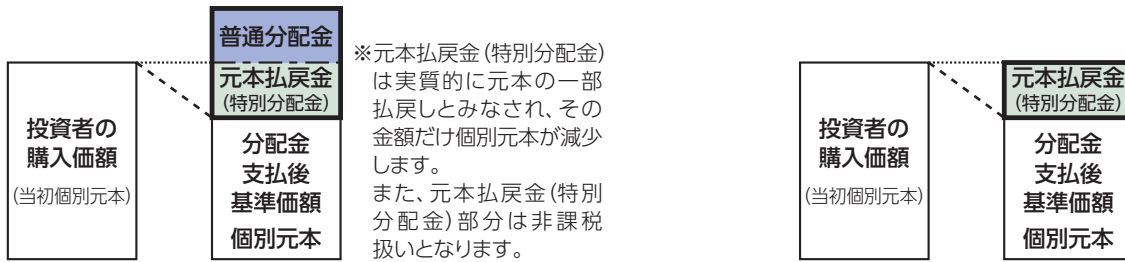 普通分配金
元本払戻金
(特別分配金)
投資者の
購入価額
(当初個別元本)
分配金
支払後
基準価額
個別元本
※元本払戻金(特別分配金)
は実質的に元本の一部
払戻しとみなされ、その
金額だけ個別元本が減少
します。
また、元本払戻金(特別
分配金)部分は非課税
扱いとなります。
投資者の
購入価額
(当初個別元本)
元本払戻金
(特別分配金)
分配金
支払後
基準価額
個別元本